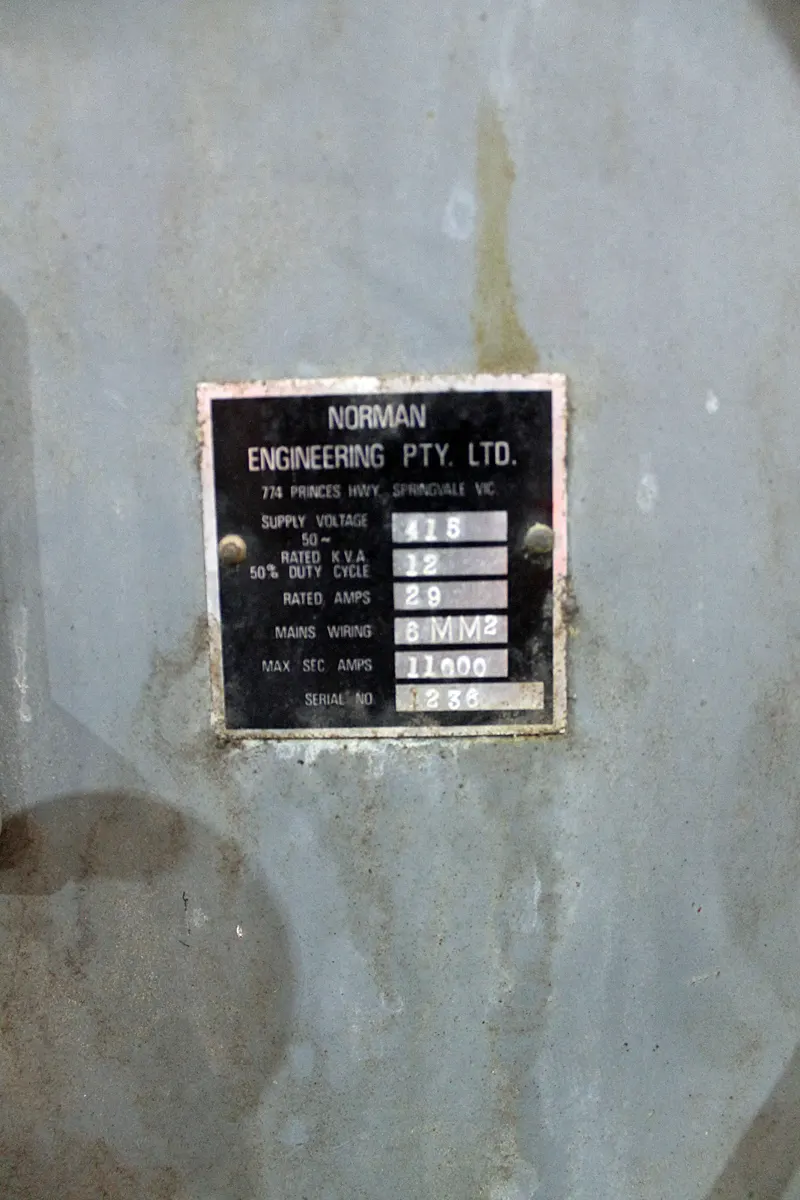 NORMAN
ENGINEERING PTY. LTD.
774 PRINCES HWY. SPRINGVALE VIC
SUPPLY VOLTAGE 415
50~
RATED K.V.A. 12
50% DUTY CYCLE
RATED AMPS 29
MAINS WIRING 6 MM2
MAX SEC AMPS 11000
SERIAL NO 1236